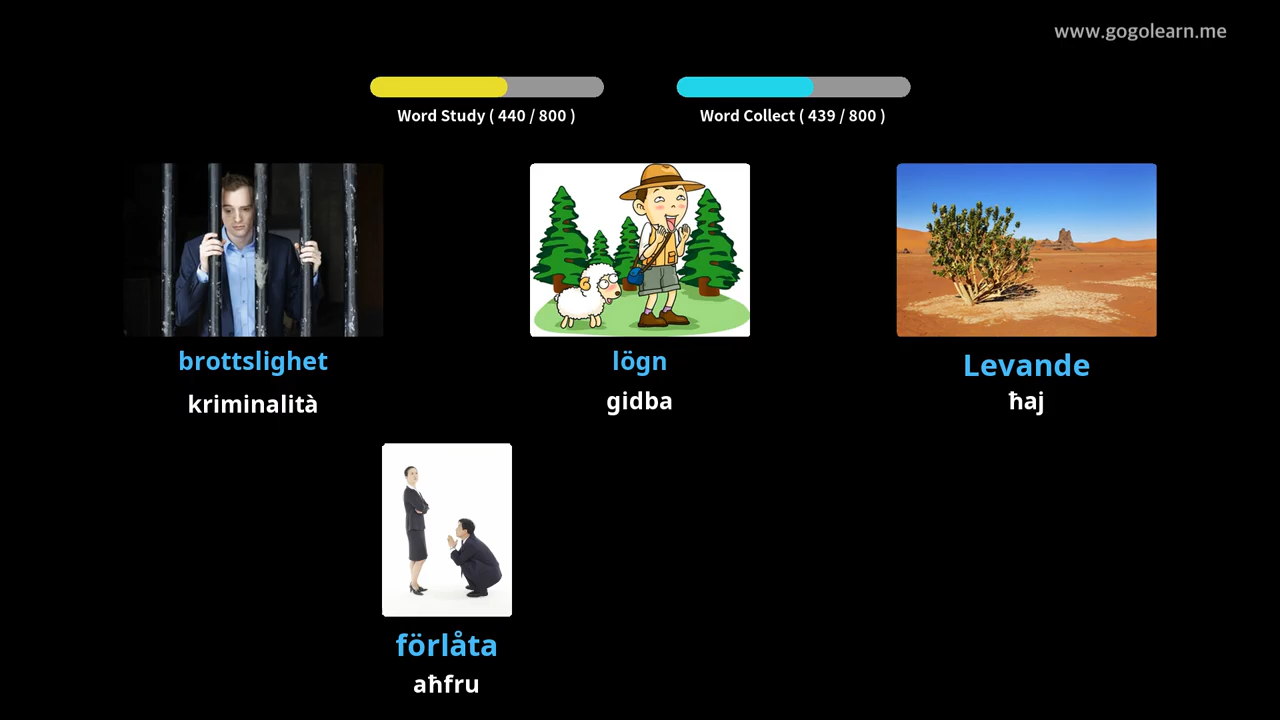 www.gogolearn.me
Word Study ( 440 / 800 )
Word Collect ( 439 / 800 )
brottslighet
kriminalità
lögn
gidba
Levande
ħaj
förlåta
aħfru